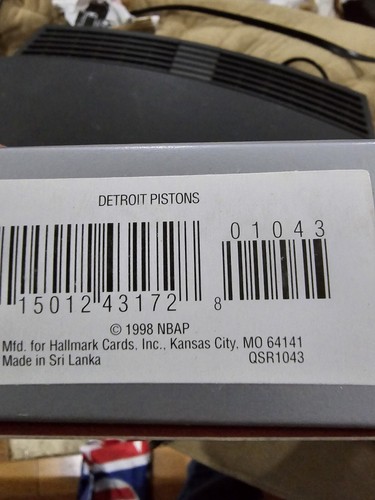 DETROIT PISTONS
01043
15012 43172 8
© 1998 NBAP
Mfd. for Hallmark Cards, Inc., Kansas City, MO 64141
Made in Sri Lanka QSR1043